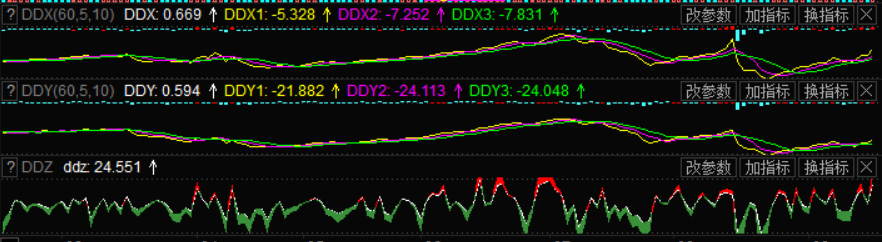 ? DDX(60,5,10) DDX: 0.669 ↑ DDX1: -5.328 ↑ DDX2: -7.252 ↑ DDX3: -7.831 ↑ 改参数 加指标 换指标 ×
? DDY(60,5,10) DDY: 0.594 ↑ DDY1: -21.882 ↑ DDY2: -24.113 ↑ DDY3: -24.048 ↑ 改参数 加指标 换指标 ×
? DDZ ddz: 24.551 ↑ 改参数 加指标 换指标 ×